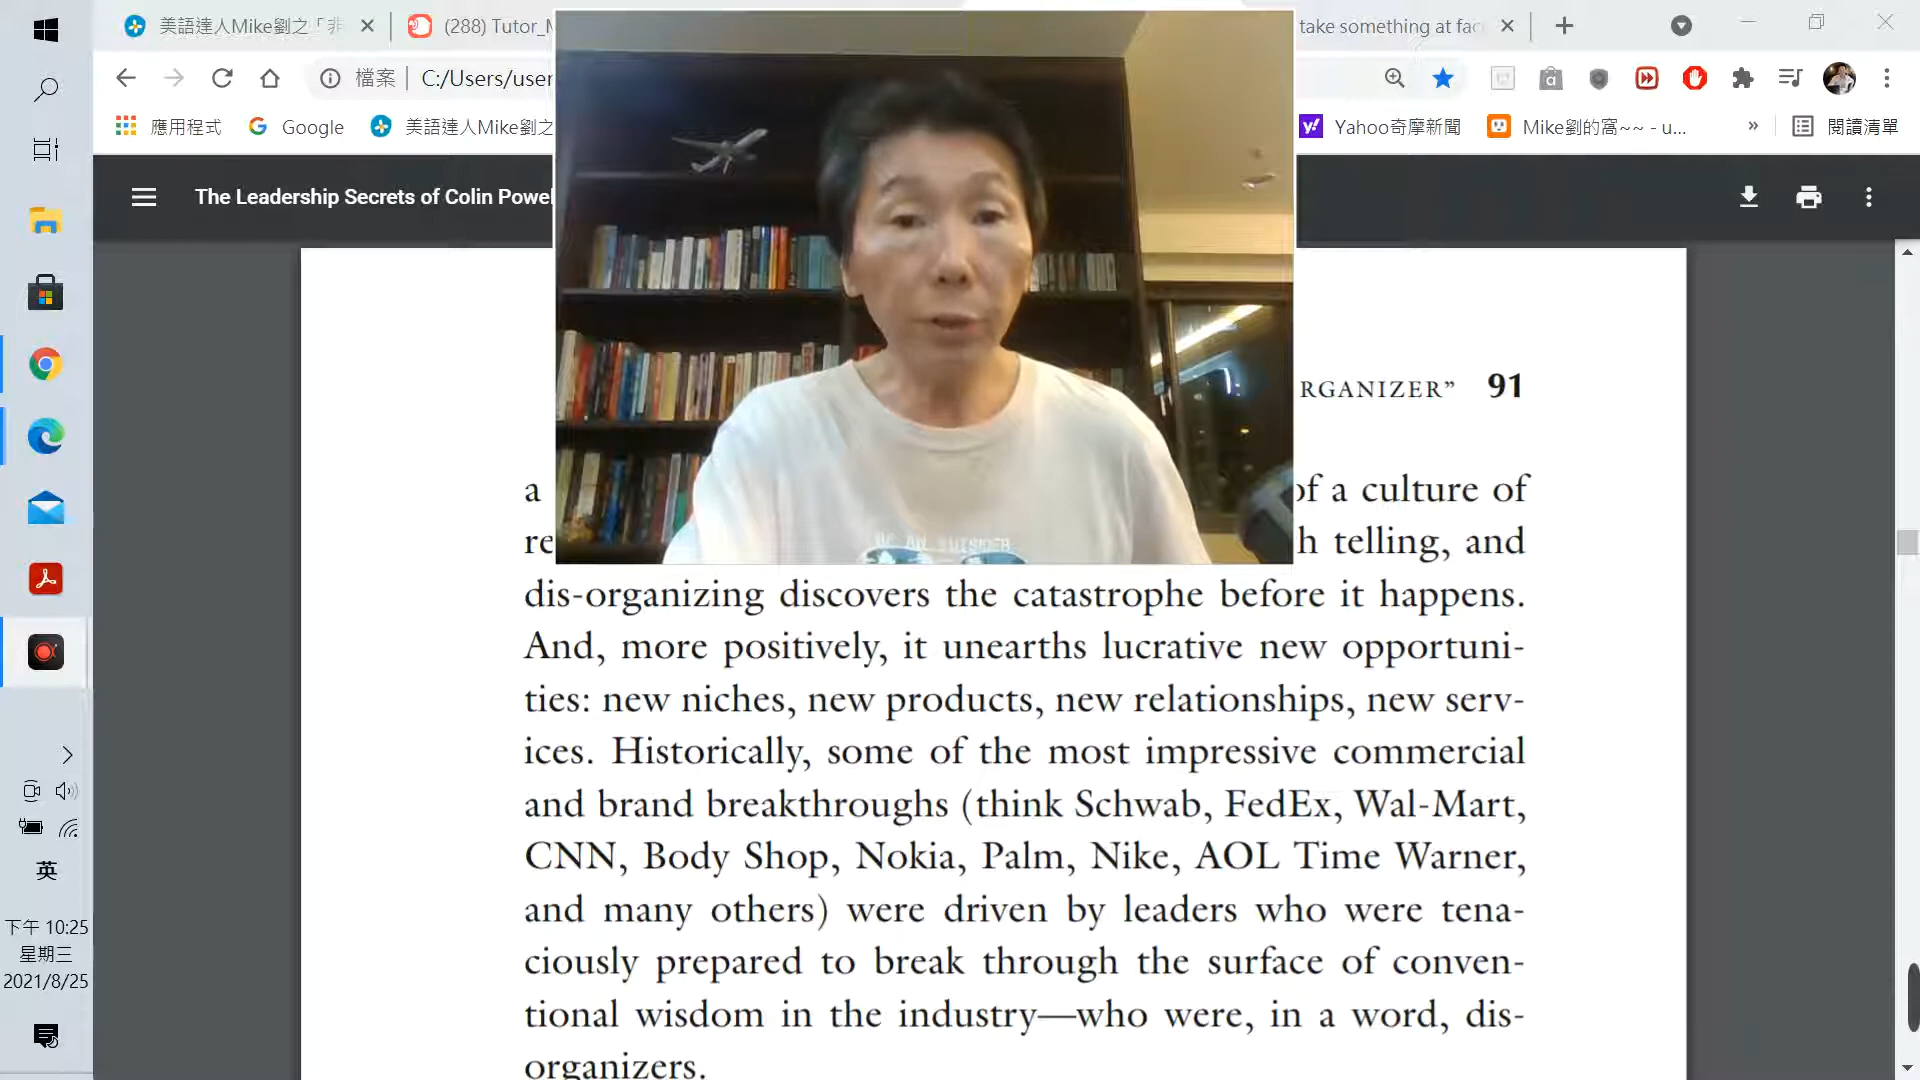 美語達人Mike劉之「非
(288) Tutor_M
take something at fac
檔案
C:/Users/user
應用程式
Google
美語達人Mike劉之
Yahoo奇摩新聞
Mike劉的窩~~ - u...
»
閱讀清單
The Leadership Secrets of Colin Powel
RGANIZER” 91
a of a culture of
re h telling, and
dis-organizing discovers the catastrophe before it happens.
And, more positively, it unearths lucrative new opportuni-
ties: new niches, new products, new relationships, new serv-
ices. Historically, some of the most impressive commercial
and brand breakthroughs (think Schwab, FedEx, Wal-Mart,
CNN, Body Shop, Nokia, Palm, Nike, AOL Time Warner,
and many others) were driven by leaders who were tena-
ciously prepared to break through the surface of conven-
tional wisdom in the industry—who were, in a word, dis-
organizers.
BE AN OUTSIDER
英
下午 10:25
星期三
2021/8/25